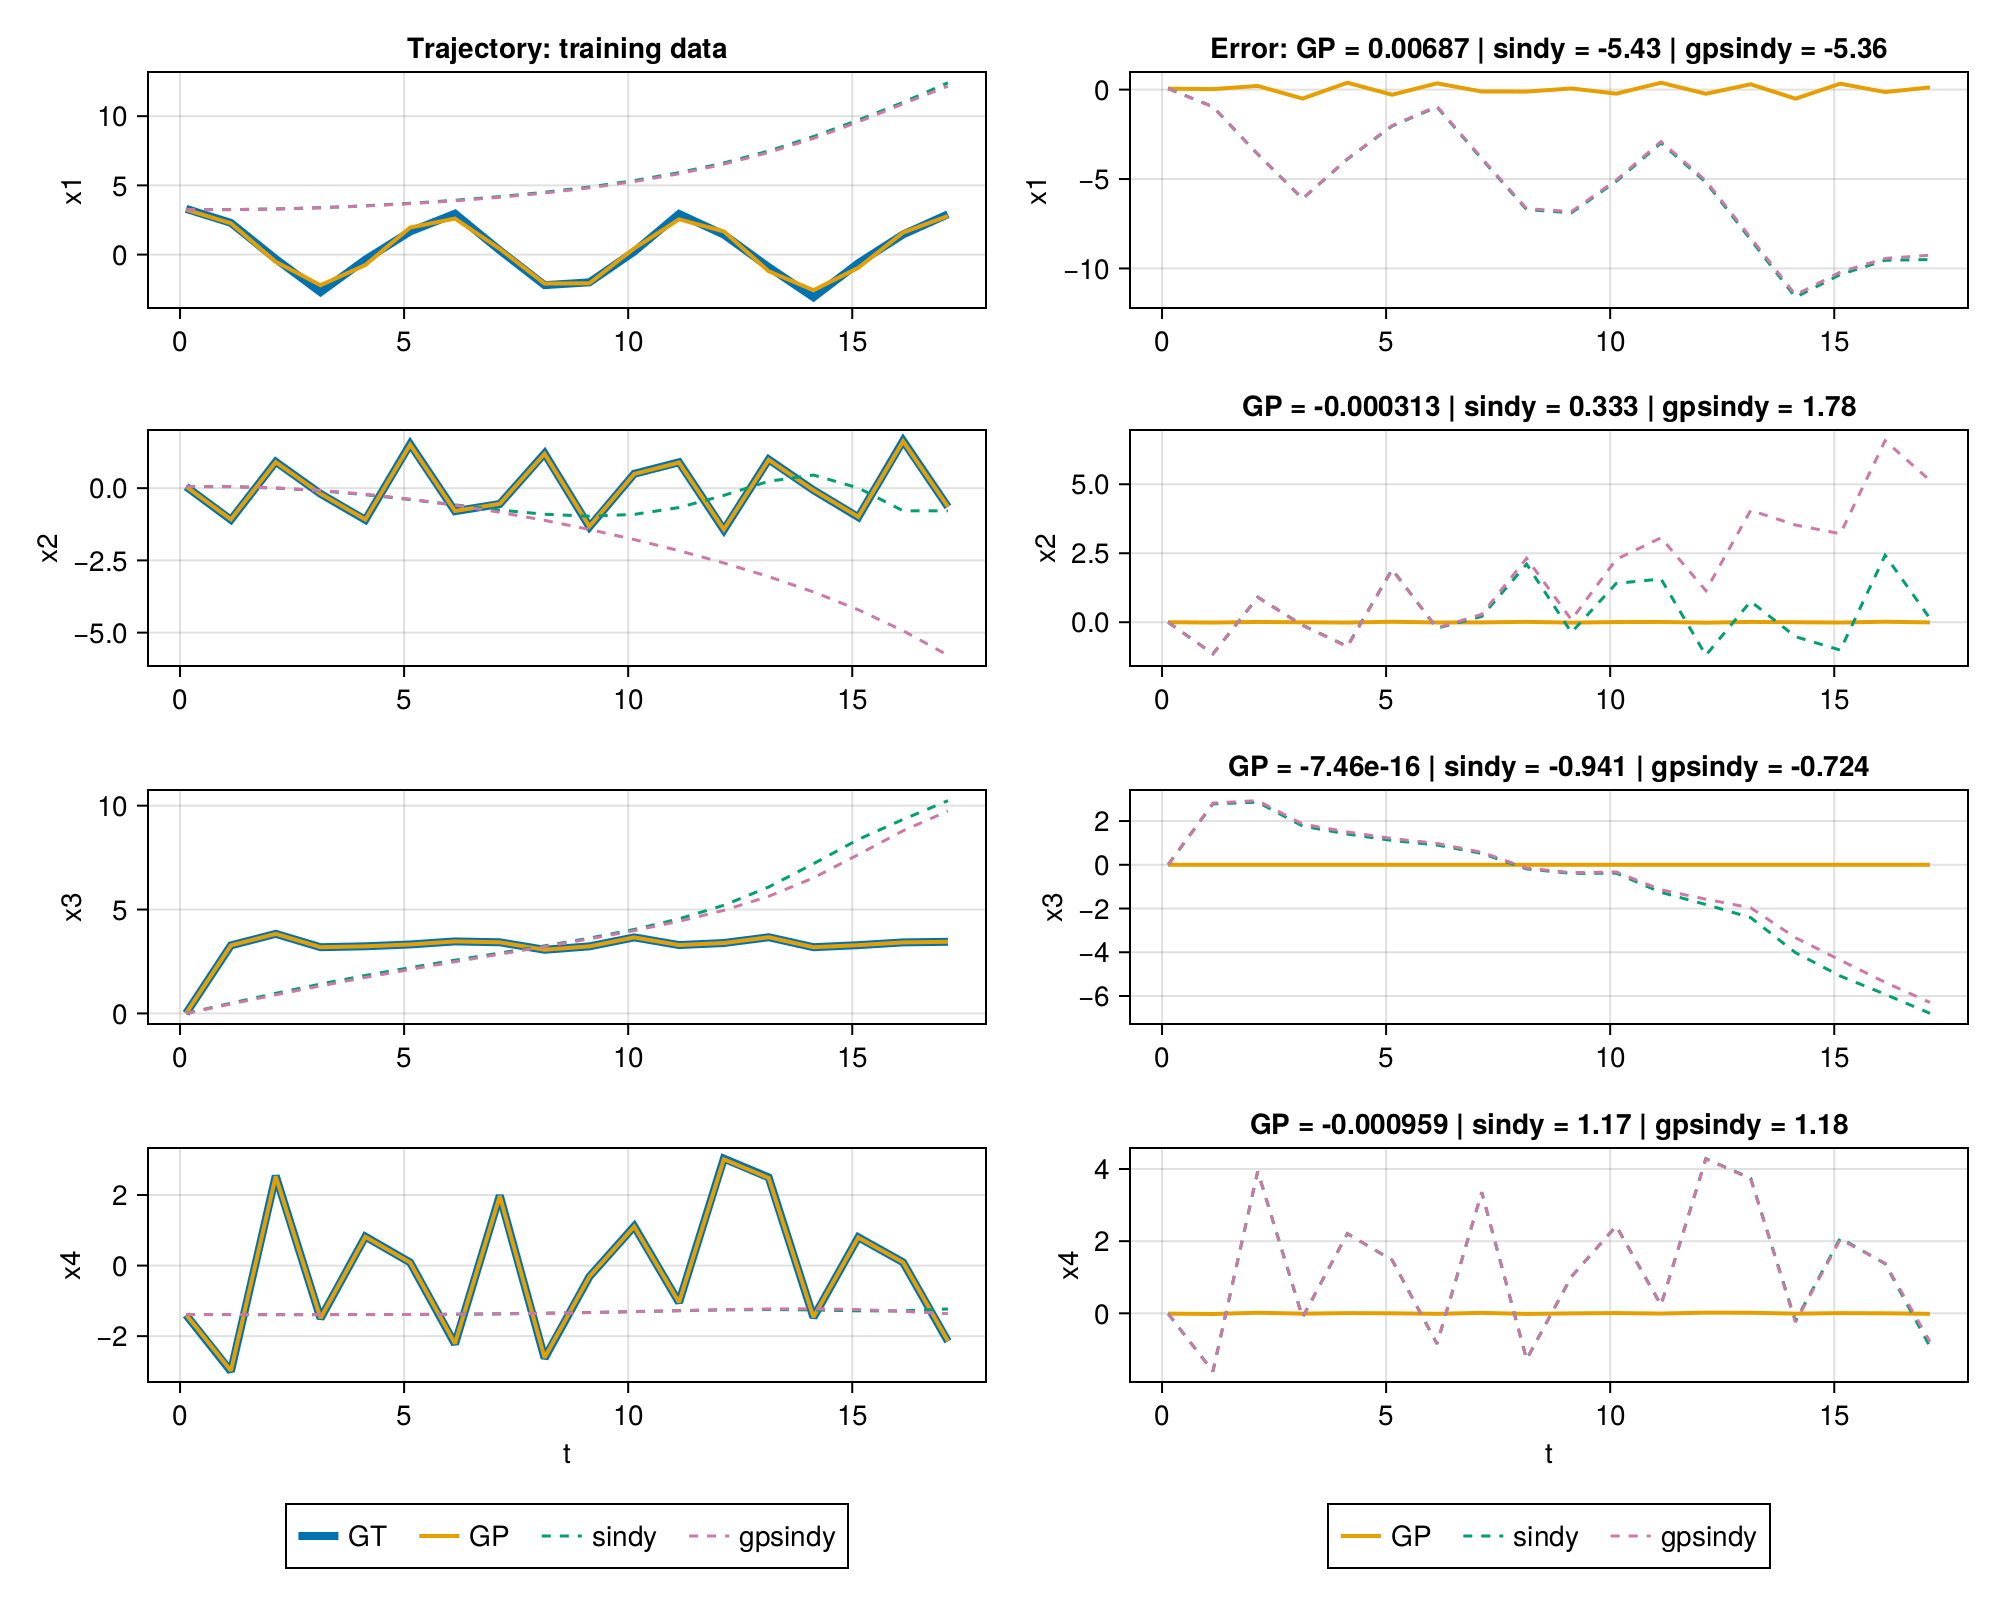 Trajectory: training data
x1
10
5
0
0 5 10 15
Error: GP = 0.00687 | sindy = -5.43 | gpsindy = -5.36
x1
0
−5
−10
0 5 10 15
x2
0.0
−2.5
−5.0
0 5 10 15
GP = -0.000313 | sindy = 0.333 | gpsindy = 1.78
x2
5.0
2.5
0.0
0 5 10 15
x3
10
5
0
0 5 10 15
GP = -7.46e-16 | sindy = -0.941 | gpsindy = -0.724
x3
2
0
−2
−4
−6
0 5 10 15
x4
2
0
−2
0 5 10 15
t
GP = -0.000959 | sindy = 1.17 | gpsindy = 1.18
x4
4
2
0
0 5 10 15
t
GT GP sindy gpsindy
GP sindy gpsindy